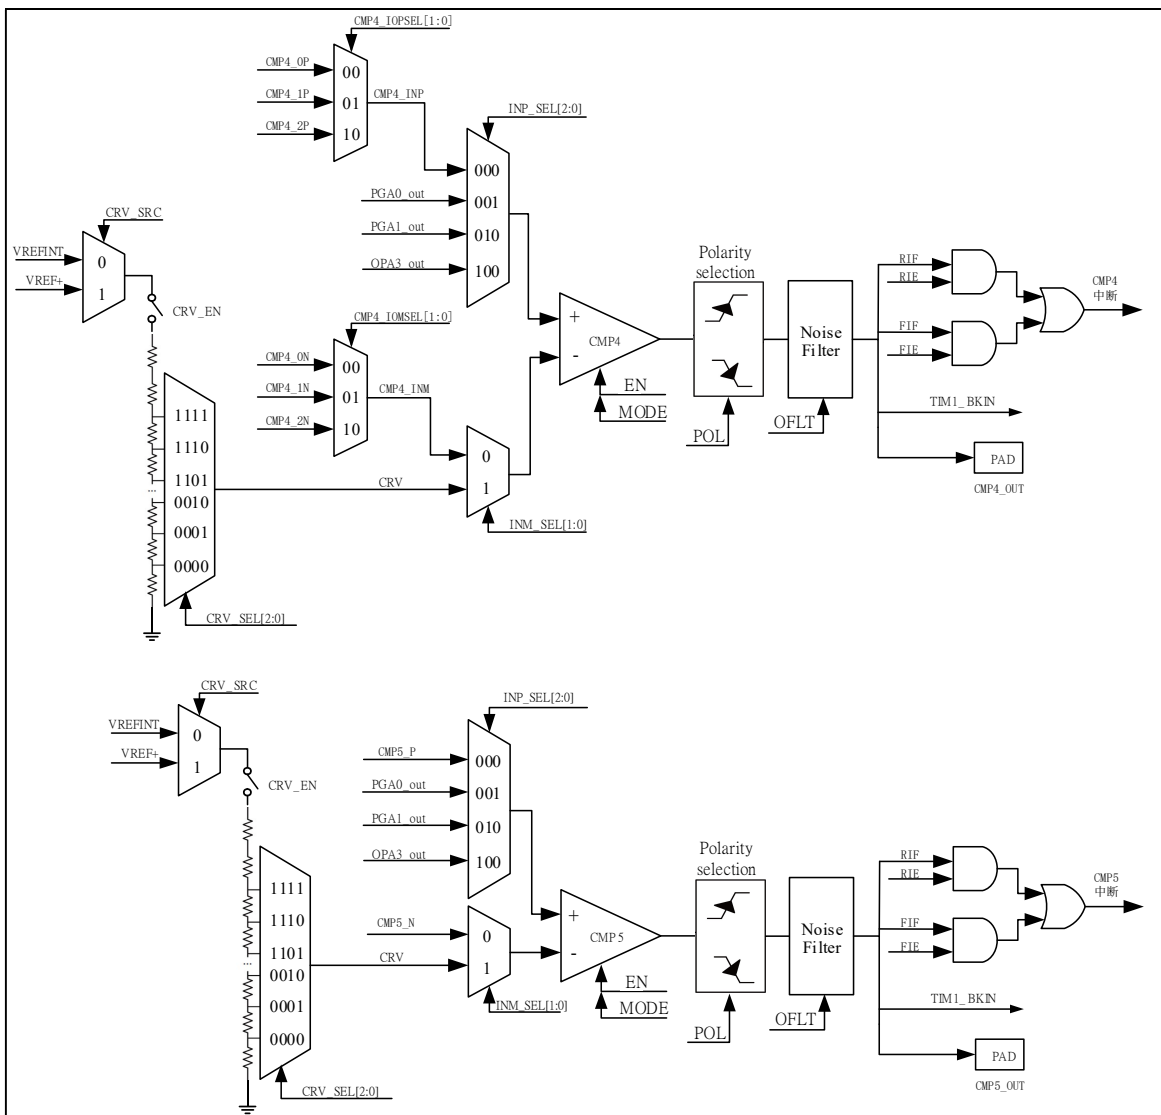 CMP4_IOPSEL[1:0]
CMP4_0P
00
CMP4_1P
01
CMP4_INP
CMP4_2P
10
INP_SEL[2:0]
000
PGA0_out
001
PGA1_out
010
OPA3_out
100
CRV_SRC
VREFINT
0
VREF+
1
CRV_EN
CMP4_IOMSEL[1:0]
CMP4_0N
00
CMP4_1N
01
CMP4_INM
CMP4_2N
10
1111
1110
1101
...
0010
0001
0000
CRV
0
1
INM_SEL[1:0]
CRV_SEL[2:0]
+
-
CMP4
EN
MODE
Polarity
selection
POL
Noise
Filter
OFLT
RIF
RIE
FIF
FIE
CMP4
中断
TIM1_BKIN
PAD
CMP4_OUT
CRV_SRC
VREFINT
0
VREF+
1
CRV_EN
INP_SEL[2:0]
CMP5_P
000
PGA0_out
001
PGA1_out
010
OPA3_out
100
1111
1110
1101
...
0010
0001
0000
CMP5_N
0
CRV
1
INM_SEL[1:0]
CRV_SEL[2:0]
+
-
CMP5
EN
MODE
Polarity
selection
POL
Noise
Filter
OFLT
RIF
RIE
FIF
FIE
CMP5
中断
TIM1_BKIN
PAD
CMP5_OUT